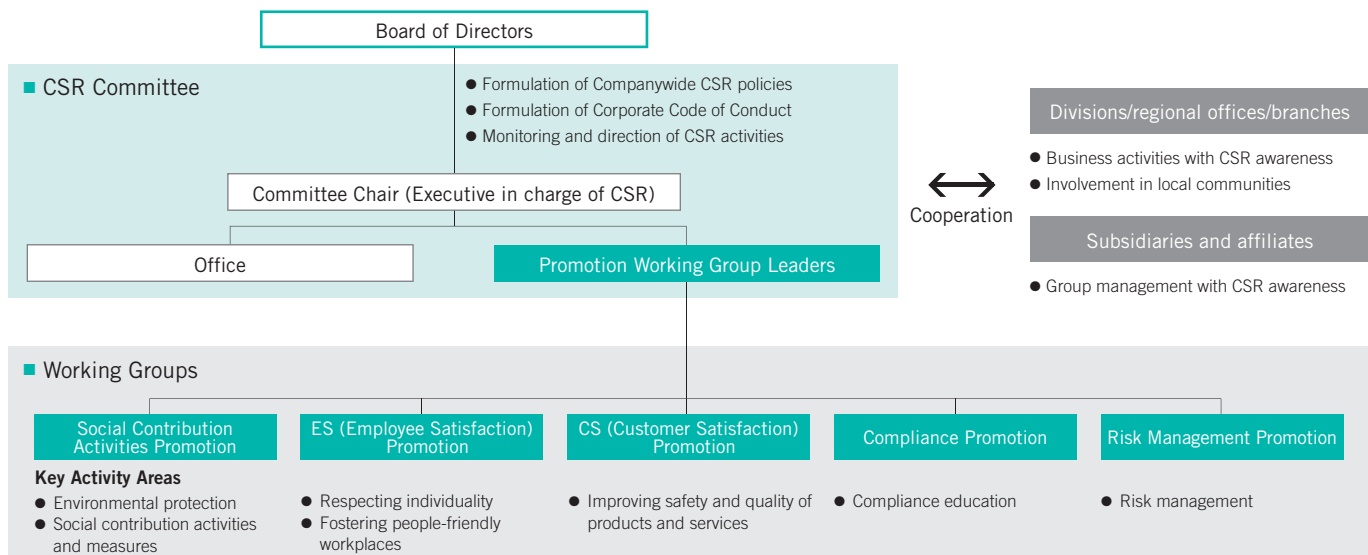 Board of Directors
■ CSR Committee
● Formulation of Companywide CSR policies
● Formulation of Corporate Code of Conduct
● Monitoring and direction of CSR activities
Committee Chair (Executive in charge of CSR)
Office
Promotion Working Group Leaders
Cooperation
Divisions/regional offices/branches
● Business activities with CSR awareness
● Involvement in local communities
Subsidiaries and affiliates
● Group management with CSR awareness
■ Working Groups
Social Contribution
Activities Promotion
Key Activity Areas
● Environmental protection
● Social contribution activities
and measures
ES (Employee Satisfaction)
Promotion
● Respecting individuality
● Fostering people-friendly
workplaces
CS (Customer Satisfaction)
Promotion
● Improving safety and quality of
products and services
Compliance Promotion
● Compliance education
Risk Management Promotion
● Risk management